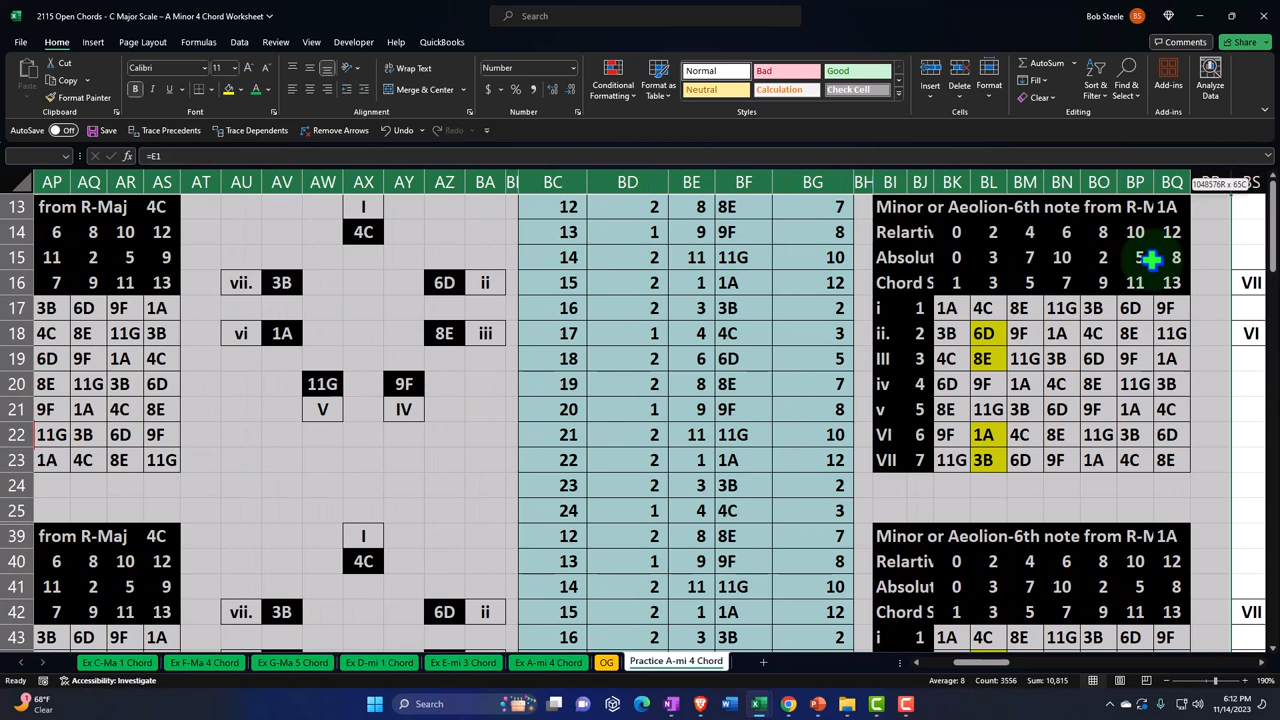 2115 Open Chords - C Major Scale – A Minor 4 Chord Worksheet
Search
Bob Steele BS
File Home Insert Page Layout Formulas Data Review View Developer Help QuickBooks
Comments Share
Cut
Copy
Format Painter
Paste
Clipboard
Calibri 11
B I U
Font
Wrap Text
Merge & Center
Alignment
Number
$ % 9
Number
Conditional Formatting
Format as Table
Normal Bad Good
Neutral Calculation Check Cell
Styles
Insert Delete Format
Cells
AutoSum
Fill
Clear
Sort & Filter
Find & Select
Editing
Add-ins
Add-ins
Analyze Data
AutoSave Off Save Trace Precedents Trace Dependents Remove Arrows Undo Redo
fx =E1
AP AQ AR AS AT AU AV AW AX AY AZ BA BC BD BE BF BG BH BI BJ BK BL BM BN BO BP BQ BS
1048576R x 65C
13 from R-Maj 4C I 12 2 8 8E 7 Minor or Aeolion-6th note from R-M 1A
14 6 8 10 12 4C 13 1 9 9F 8 Relartiv 0 2 4 6 8 10 12
15 11 2 5 9 14 2 11 11G 10 Absolut 0 3 7 10 2 5 8
16 7 9 11 13 vii. 3B 6D ii 15 2 1 1A 12 Chord S 1 3 5 7 9 11 13 VII
17 3B 6D 9F 1A 16 2 3 3B 2 i 1 1A 4C 8E 11G 3B 6D 9F
18 4C 8E 11G 3B vi 1A 8E iii 17 1 4 4C 3 ii. 2 3B 6D 9F 1A 4C 8E 11G VI
19 6D 9F 1A 4C 18 2 6 6D 5 III 3 4C 8E 11G 3B 6D 9F 1A
20 8E 11G 3B 6D 11G 9F 19 2 8 8E 7 iv 4 6D 9F 1A 4C 8E 11G 3B
21 9F 1A 4C 8E V IV 20 1 9 9F 8 v 5 8E 11G 3B 6D 9F 1A 4C
22 11G 3B 6D 9F 21 2 11 11G 10 VI 6 9F 1A 4C 8E 11G 3B 6D
23 1A 4C 8E 11G 22 2 1 1A 12 VII 7 11G 3B 6D 9F 1A 4C 8E
24 23 2 3 3B 2
25 24 1 4 4C 3
39 from R-Maj 4C I 12 2 8 8E 7 Minor or Aeolion-6th note from R-M 1A
40 6 8 10 12 4C 13 1 9 9F 8 Relartiv 0 2 4 6 8 10 12
41 11 2 5 9 14 2 11 11G 10 Absolut 0 3 7 10 2 5 8
42 7 9 11 13 vii. 3B 6D ii 15 2 1 1A 12 Chord S 1 3 5 7 9 11 13 VII
43 3B 6D 9F 1A 16 2 3 3B 2 i 1 1A 4C 8E 11G 3B 6D 9F
Ex C-Ma 1 Chord Ex F-Ma 4 Chord Ex G-Ma 5 Chord Ex D-mi 1 Chord Ex E-mi 3 Chord Ex A-mi 4 Chord OG Practice A-mi 4 Chord
Ready Accessibility: Investigate Average: 8 Count: 3556 Sum: 10,815 190%
68°F
Clear
Search
6:12 PM
11/14/2023